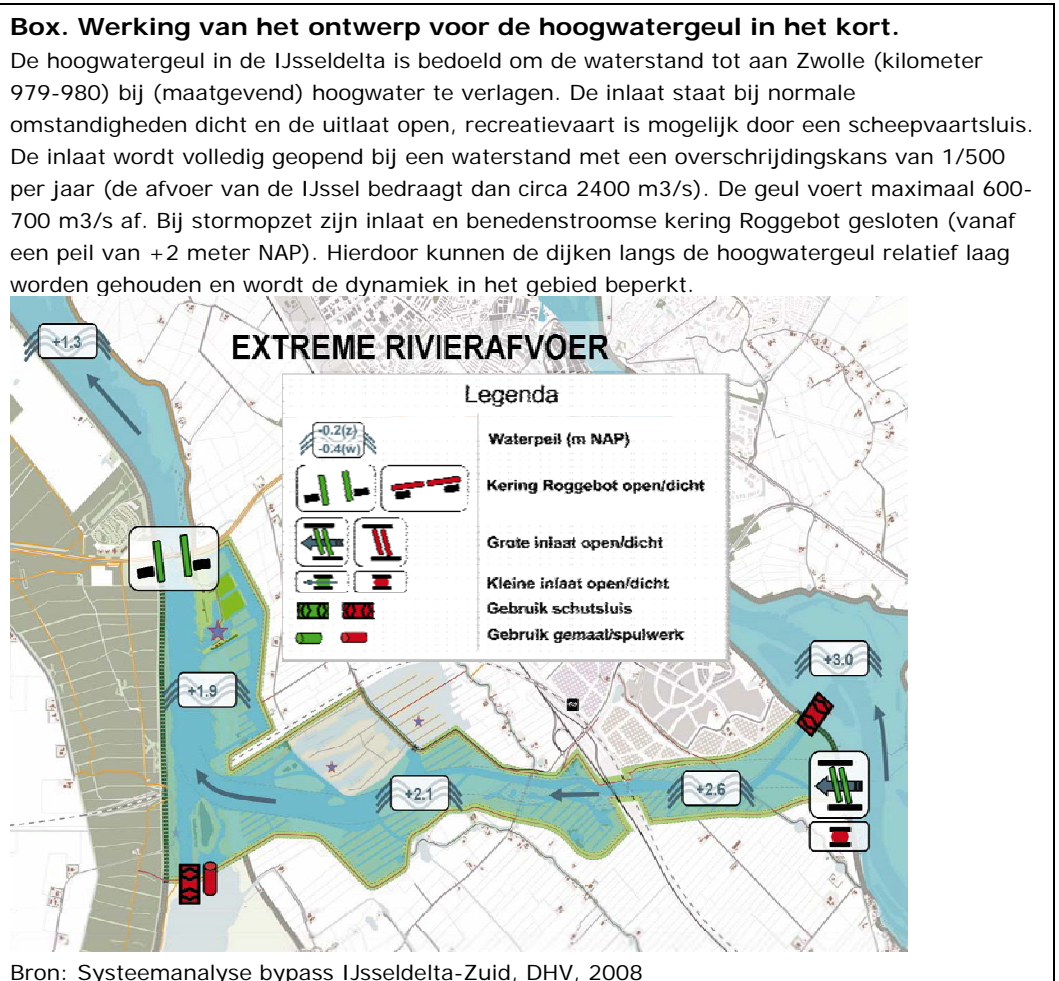 Box. Werking van het ontwerp voor de hoogwatergeul in het kort.
De hoogwatergeul in de IJsseldelta is bedoeld om de waterstand tot aan Zwolle (kilometer
979-980) bij (maatgevend) hoogwater te verlagen. De inlaat staat bij normale
omstandigheden dicht en de uitlaat open, recreatievaart is mogelijk door een scheepvaartsluis.
De inlaat wordt volledig geopend bij een waterstand met een overschrijdingskans van 1/500
per jaar (de afvoer van de IJssel bedraagt dan circa 2400 m3/s). De geul voert maximaal 600-
700 m3/s af. Bij stormopzet zijn inlaat en benedenstroomse kering Roggebot gesloten (vanaf
een peil van +2 meter NAP). Hierdoor kunnen de dijken langs de hoogwatergeul relatief laag
worden gehouden en wordt de dynamiek in het gebied beperkt.
+1.3
EXTREME RIVIERAFVOER
Legenda
-0.2(z)
-0.4(w)
Waterpeil (m NAP)
Kering Roggebot open/dicht
Grote inlaat open/dicht
Kleine inlaat open/dicht
Gebruik schutsluis
Gebruik gemaal/spuiwerk
+3.0
+1.9
+2.1
+2.6
Bron: Systeemanalyse bypass IJsseldelta-Zuid, DHV, 2008